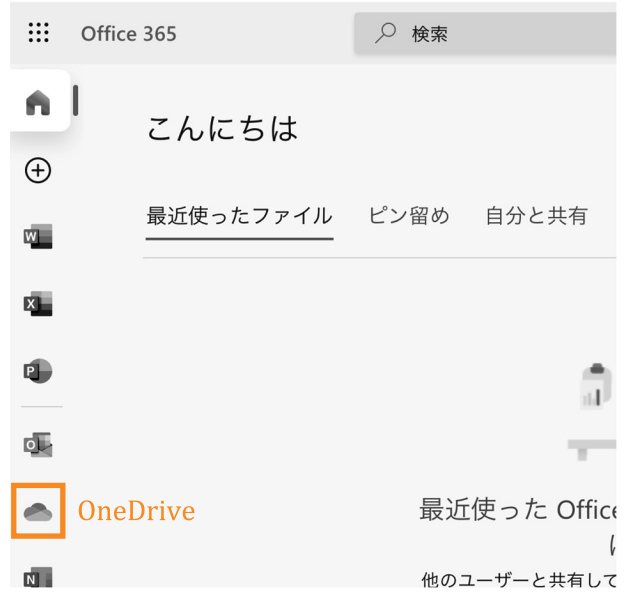 Office 365
検索
こんにちは
最近使ったファイル ピン留め 自分と共有
W
X
P
O
OneDrive
最近使った Office
他のユーザーと共有して
N